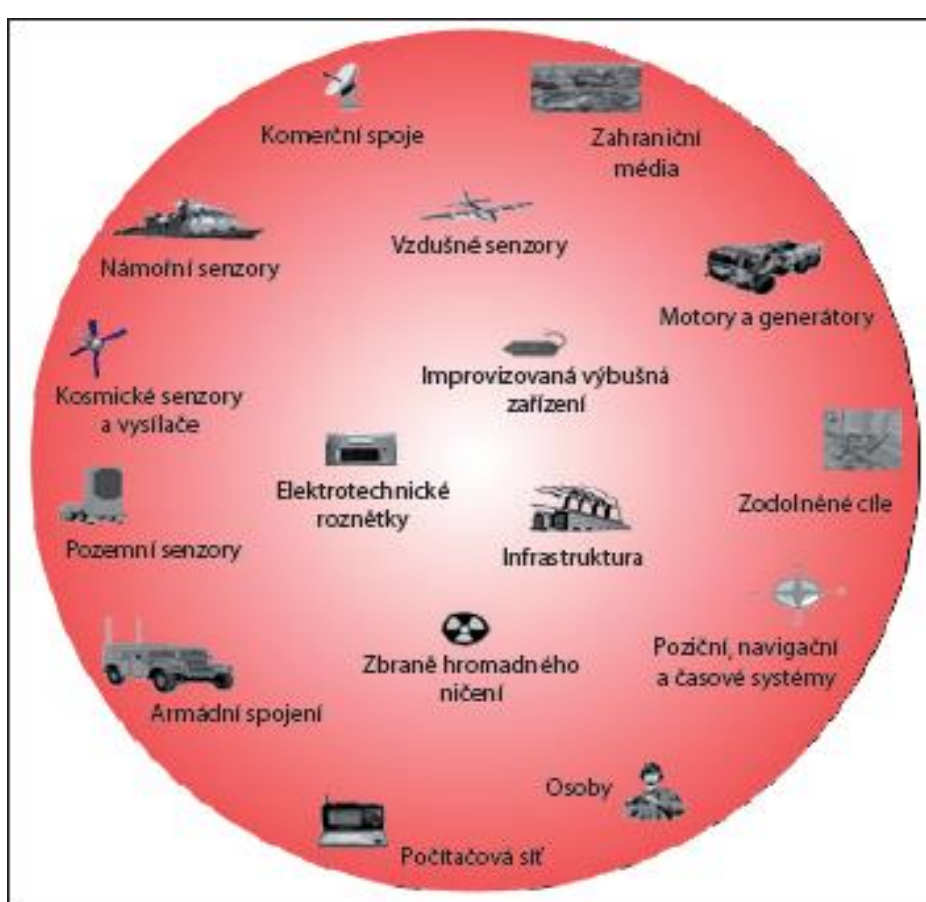 Komerční spoje
Zahraniční
média
Vzdušné senzory
Námořní senzory
Motory a generátory
Improvizovaná výbušná
zařízení
Kosmické senzory
a vysílače
Elektrotechnické
roznětky
Zodolněné cíle
Pozemní senzory
Infrastruktura
Zbraně hromadného
ničení
Poziční, navigační
a časové systémy
Armádní spojení
Osoby
Počítačová síť